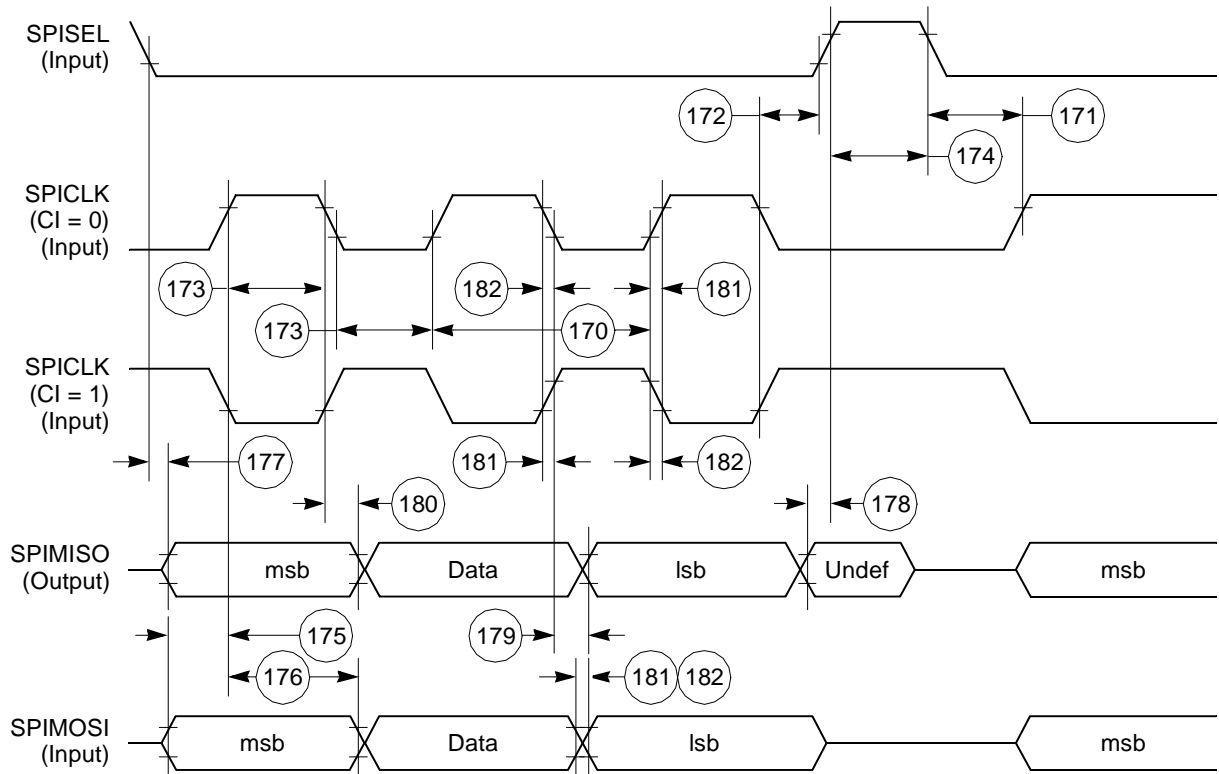 SPISEL
(Input)
172
171
174
SPICLK
(CI = 0)
(Input)
173
182
181
173
170
SPICLK
(CI = 1)
(Input)
177
181
182
180
178
SPIMISO
(Output)
msb
Data
lsb
Undef
msb
175
179
176
181
182
SPIMOSI
(Input)
msb
Data
lsb
msb